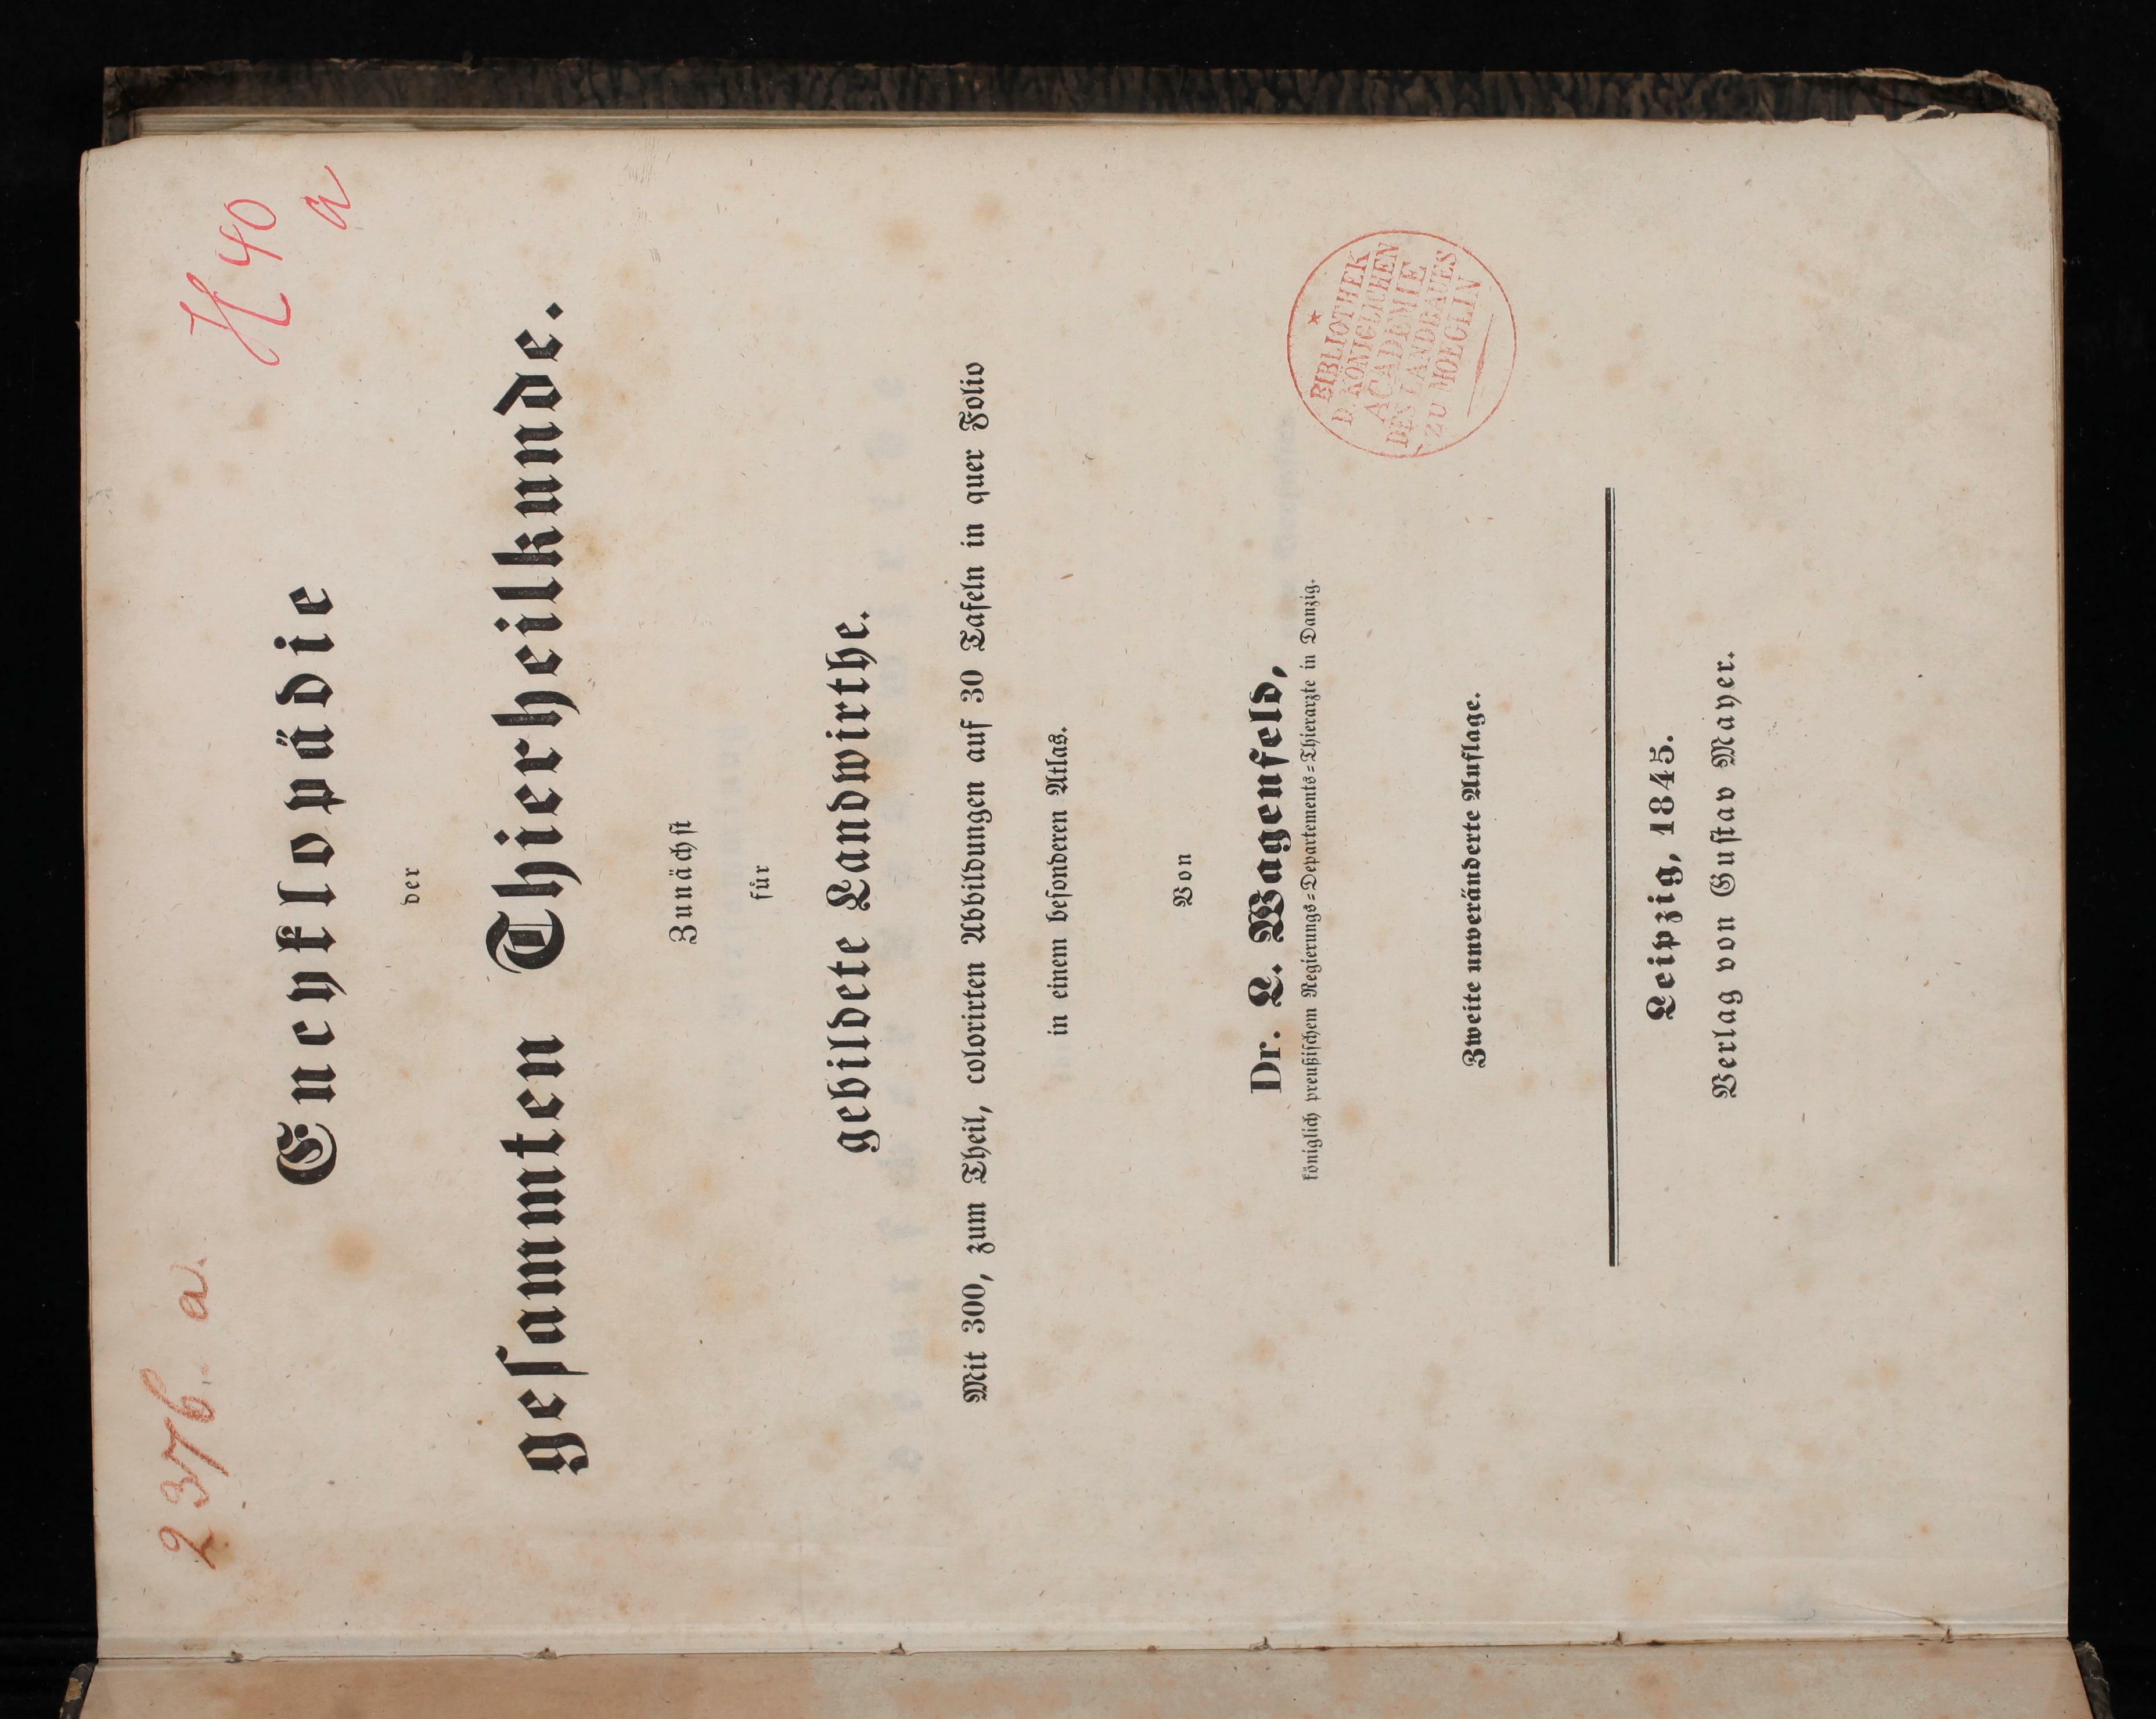 237b. a.
H 40
a
Encyklopädie
der
gesammten Thierheilkunde.
Zunächst
für
gebildete Landwirthe.
Mit 300, zum Theil, colorirten Abbildungen auf 30 Tafeln in quer Folio
in einem besonderen Atlas.
Von
Dr. L. Wagenfeld,
königlich preußischem Regierungs-Departements-Thierarzte in Danzig.
BIBLIOTHEK
D. KÖNIGLICHEN
ACADEMIE
DES LANDBAUES
ZU MOEGLIN
Zweite unveränderte Auflage.
Leipzig, 1845.
Verlag von Gustav Mayer.